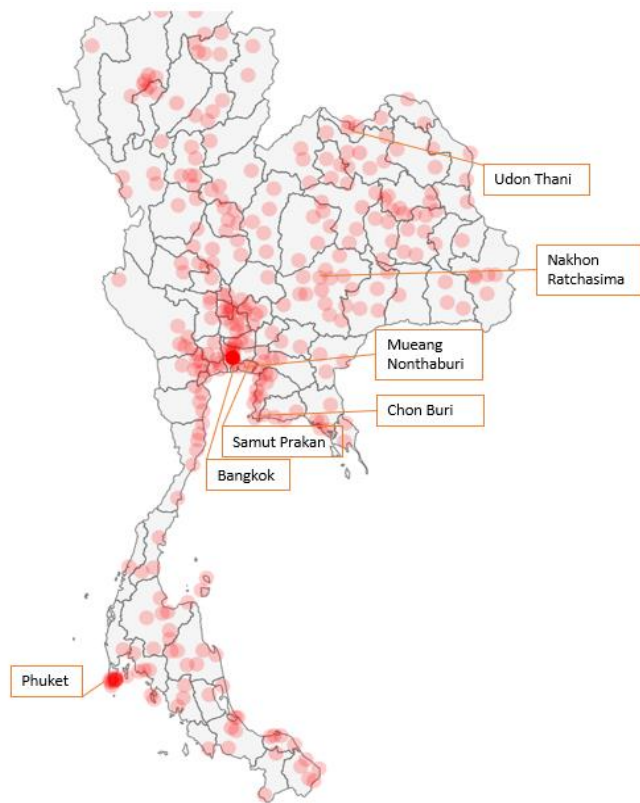 Udon Thani
Nakhon
Ratchasima
Mueang
Nonthaburi
Chon Buri
Samut Prakan
Bangkok
Phuket